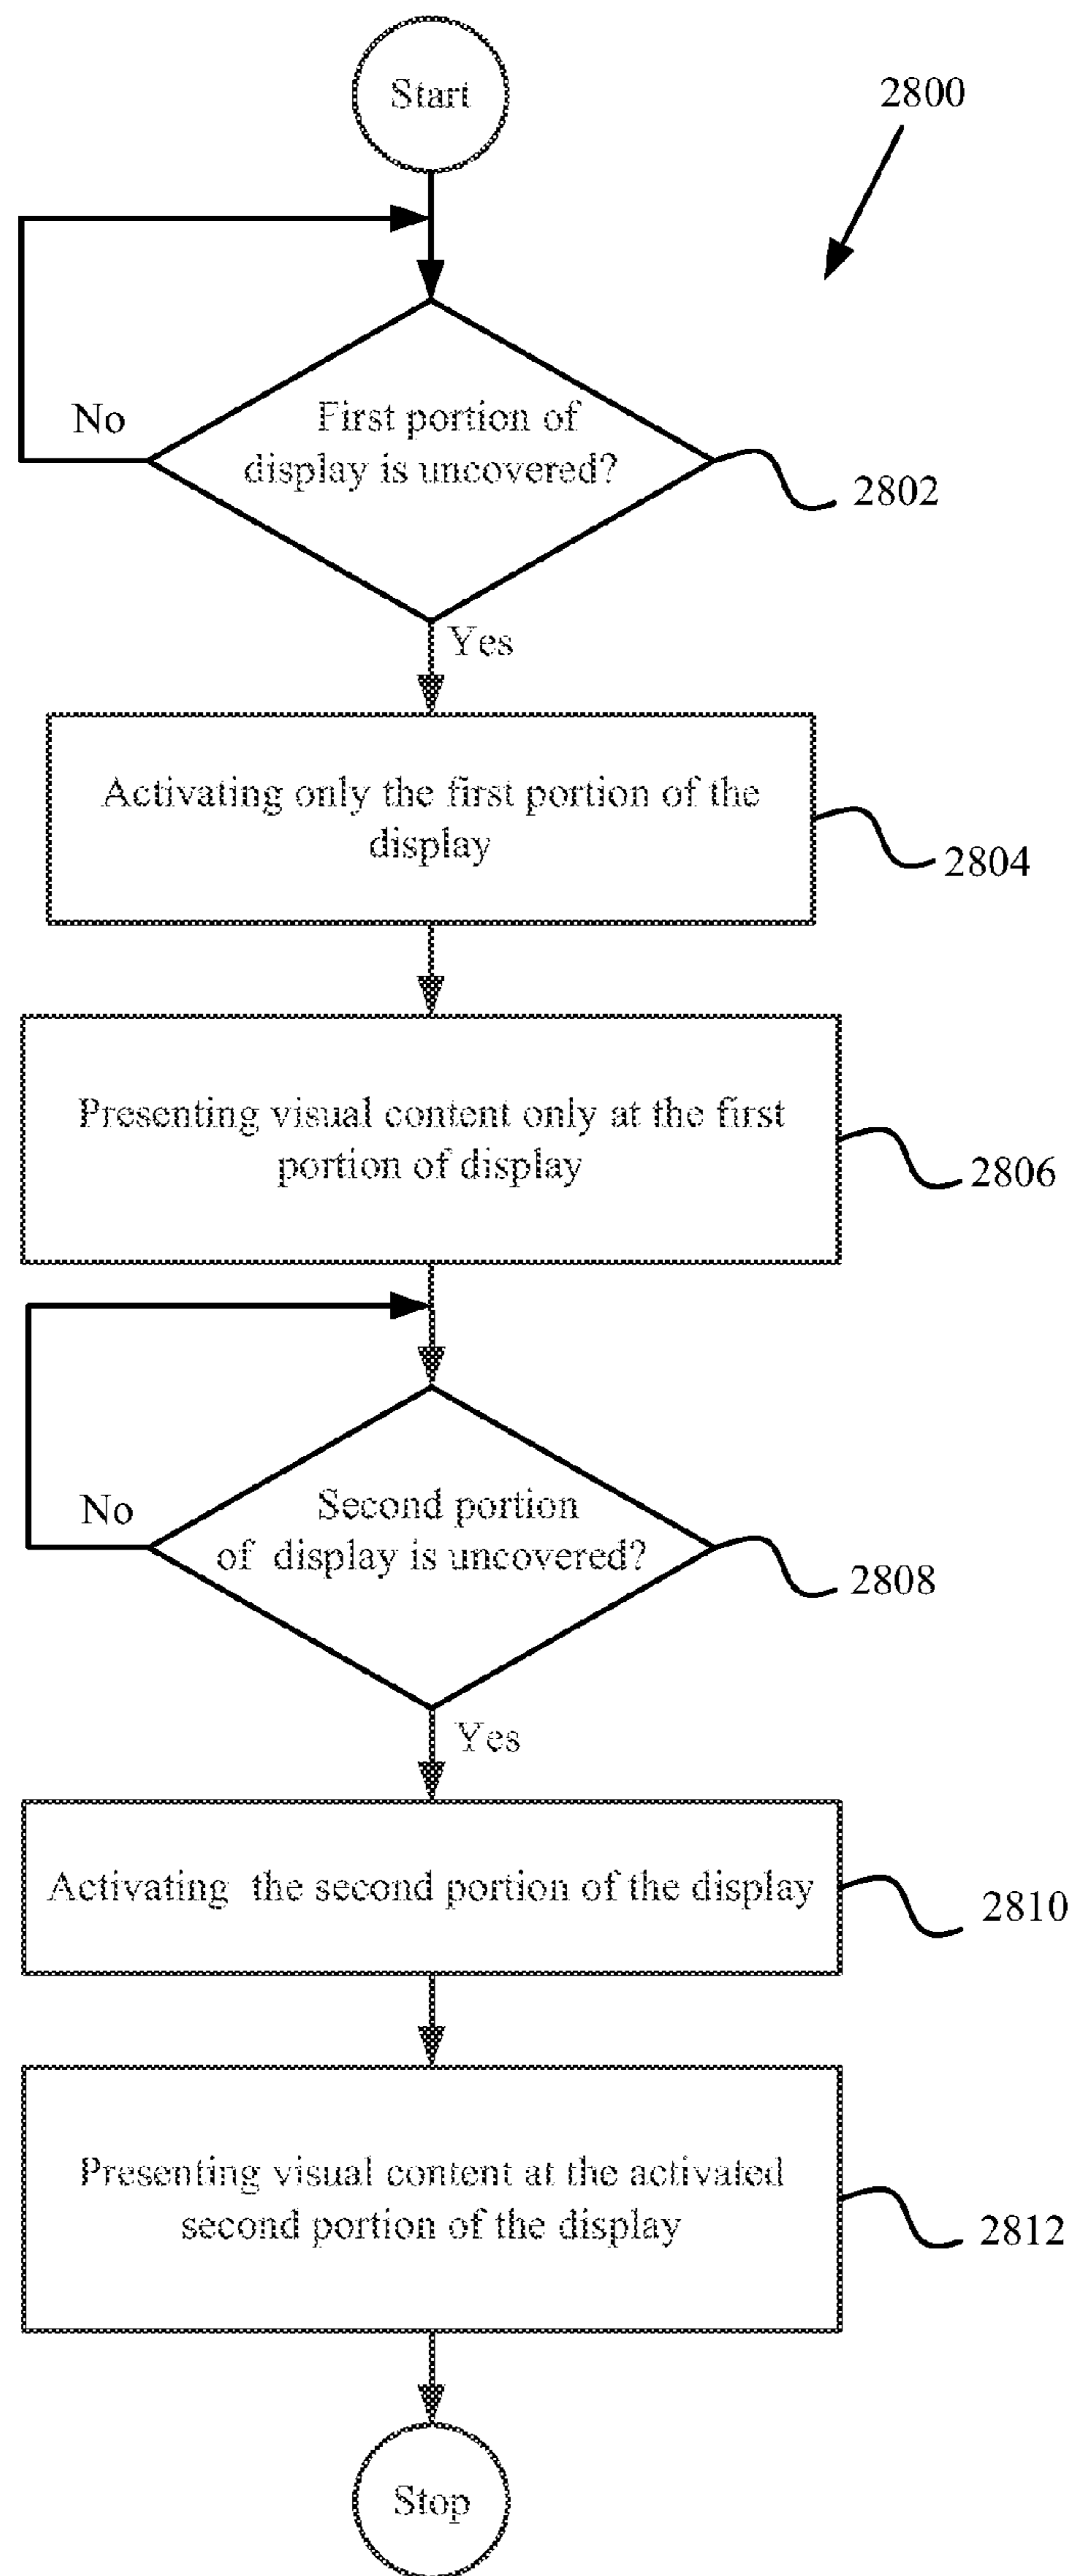 Start
2800
No
First portion of
display is uncovered?
2802
Yes
Activating only the first portion of the
display
2804
Presenting visual content only at the first
portion of display
2806
No
Second portion
of display is uncovered?
2808
Yes
Activating the second portion of the display
2810
Presenting visual content at the activated
second portion of the display
2812
Stop